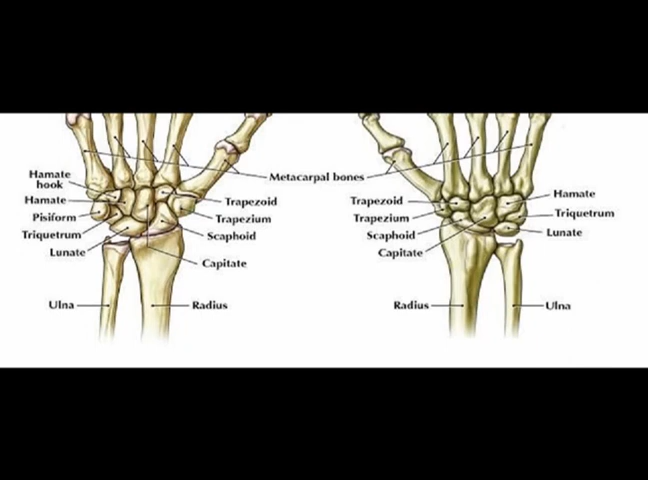 Metacarpal bones
Hamate
hook
Hamate
Pisiform
Triquetrum
Lunate
Ulna
Trapezoid
Trapezium
Scaphoid
Capitate
Radius
Trapezoid
Trapezium
Scaphoid
Capitate
Radius
Hamate
Triquetrum
Lunate
Ulna